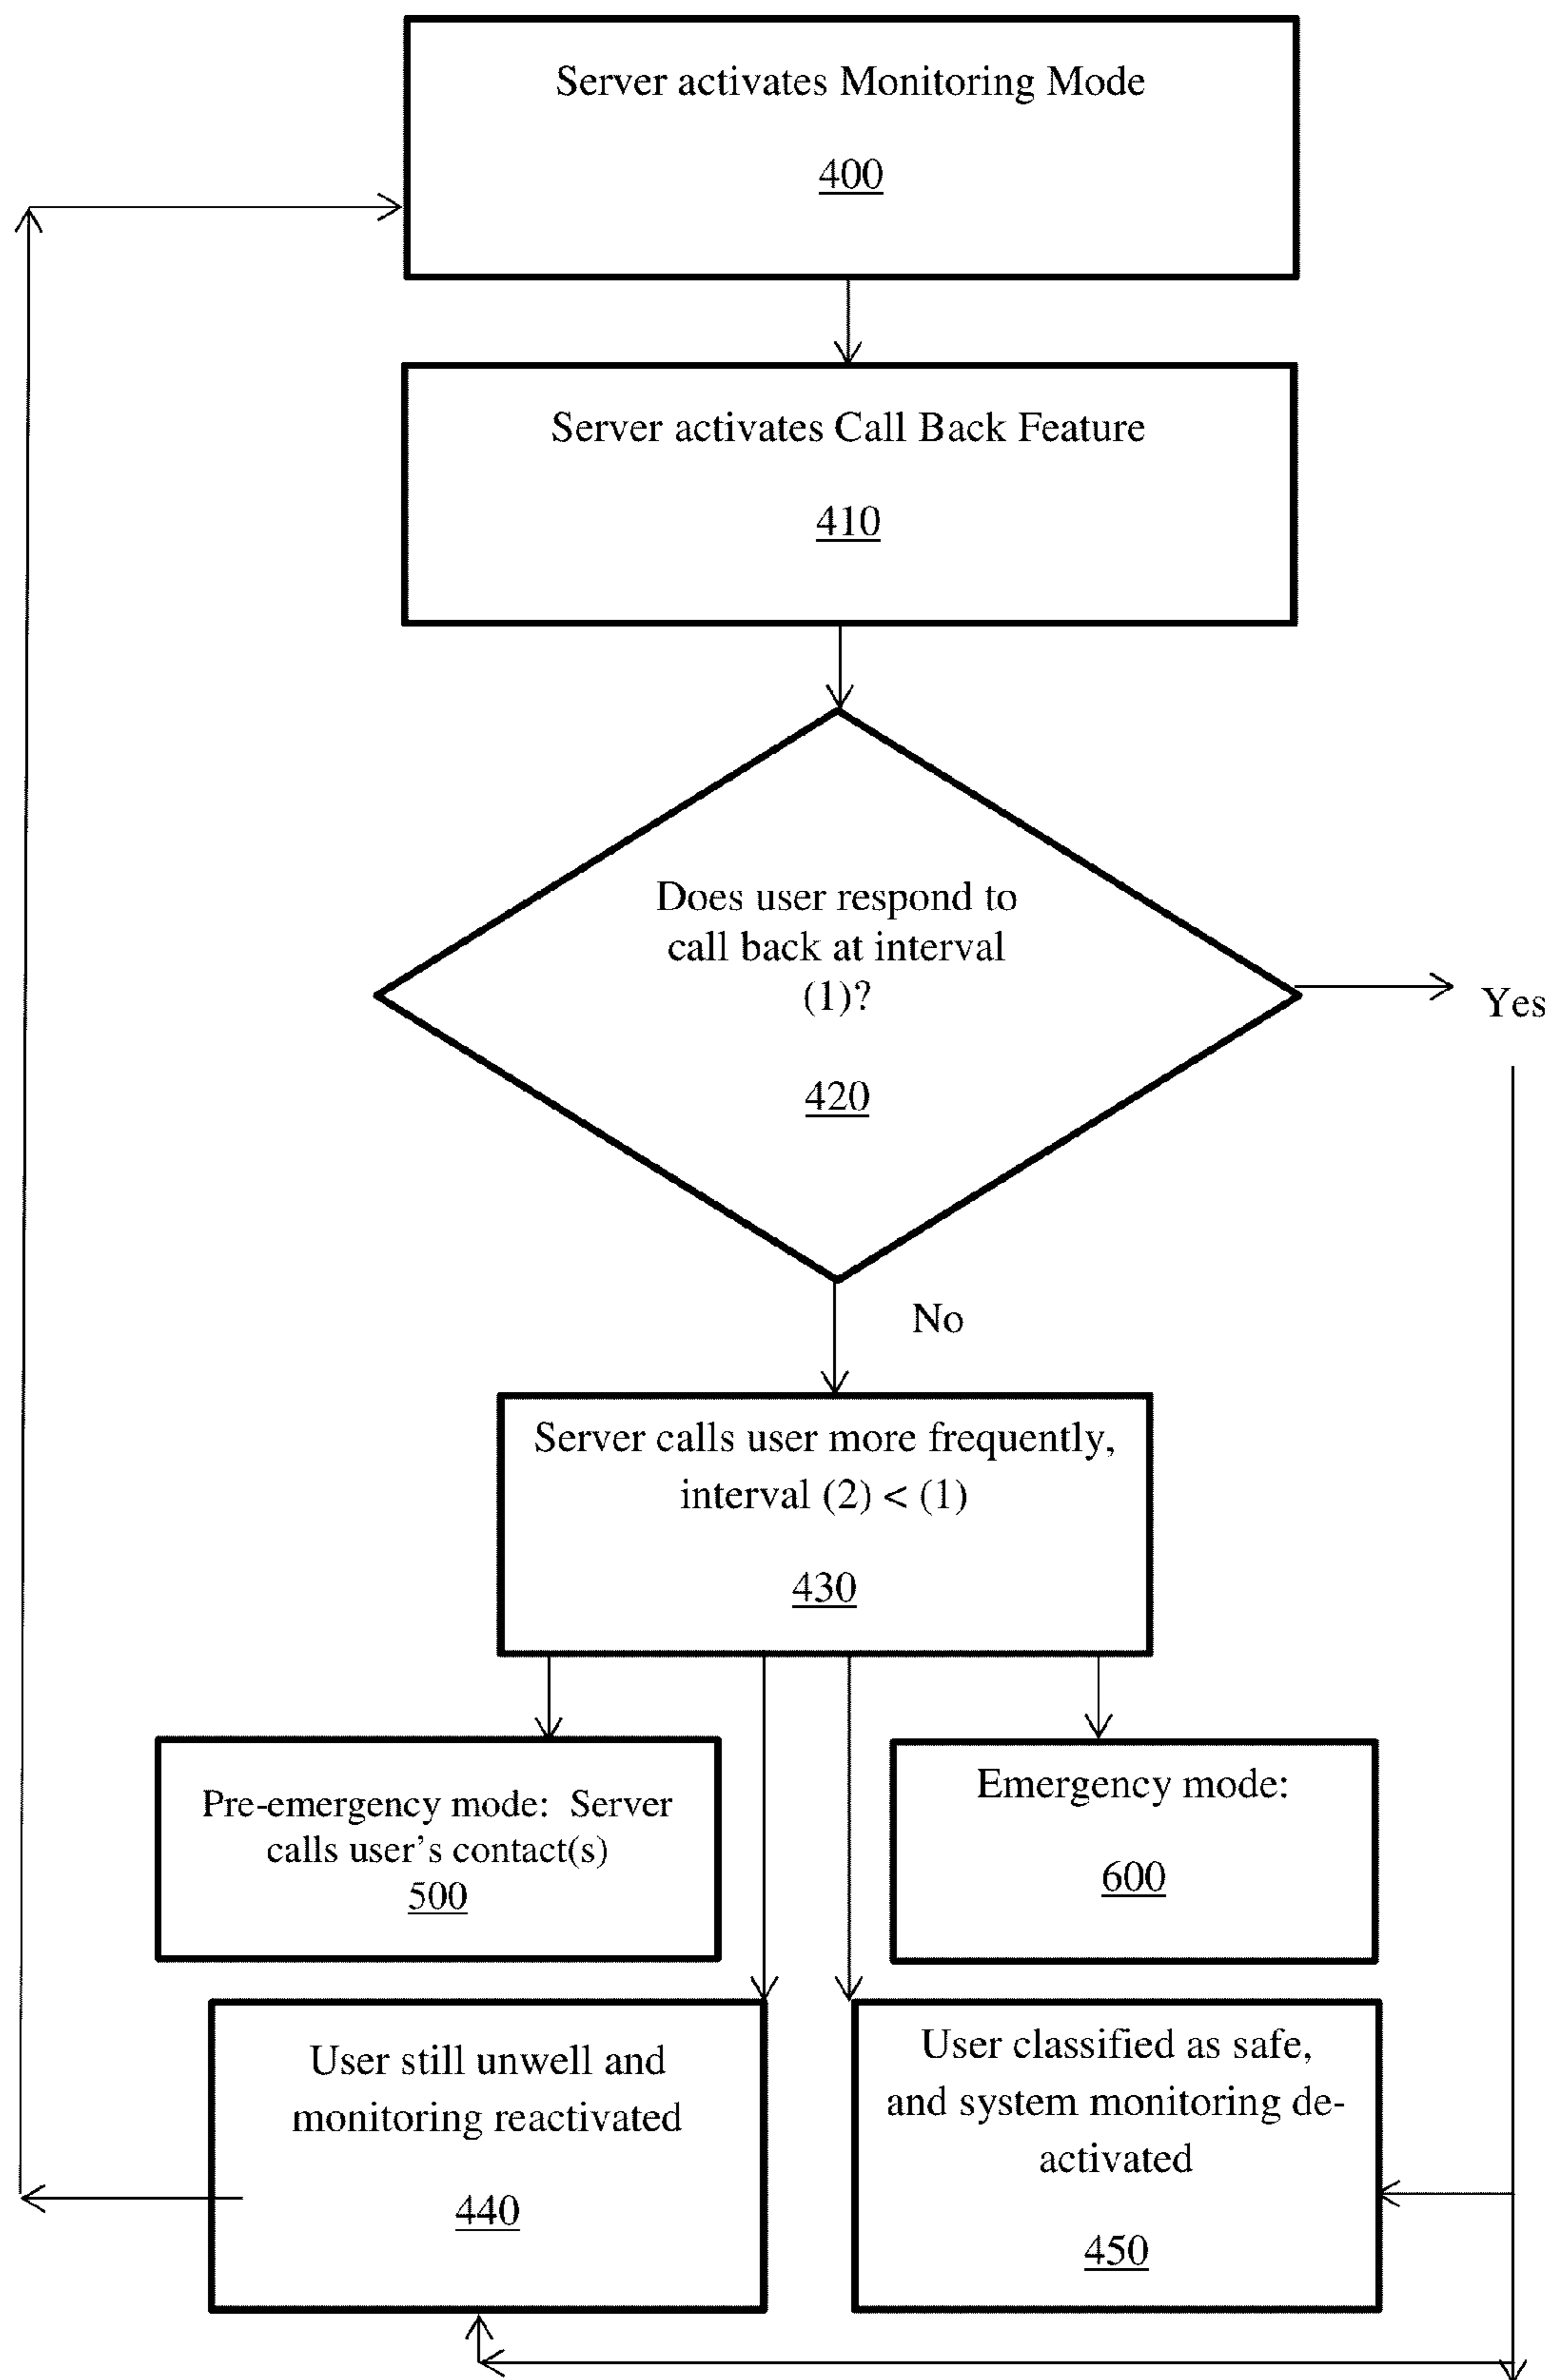 Server activates Monitoring Mode
400
Server activates Call Back Feature
410
Does user respond to
call back at interval
(1)?
420
Yes
No
Server calls user more frequently,
interval (2) < (1)
430
Pre-emergency mode:  Server
calls user’s contact(s)
500
Emergency mode:
600
User still unwell and
monitoring reactivated
440
User classified as safe,
and system monitoring de-
activated
450